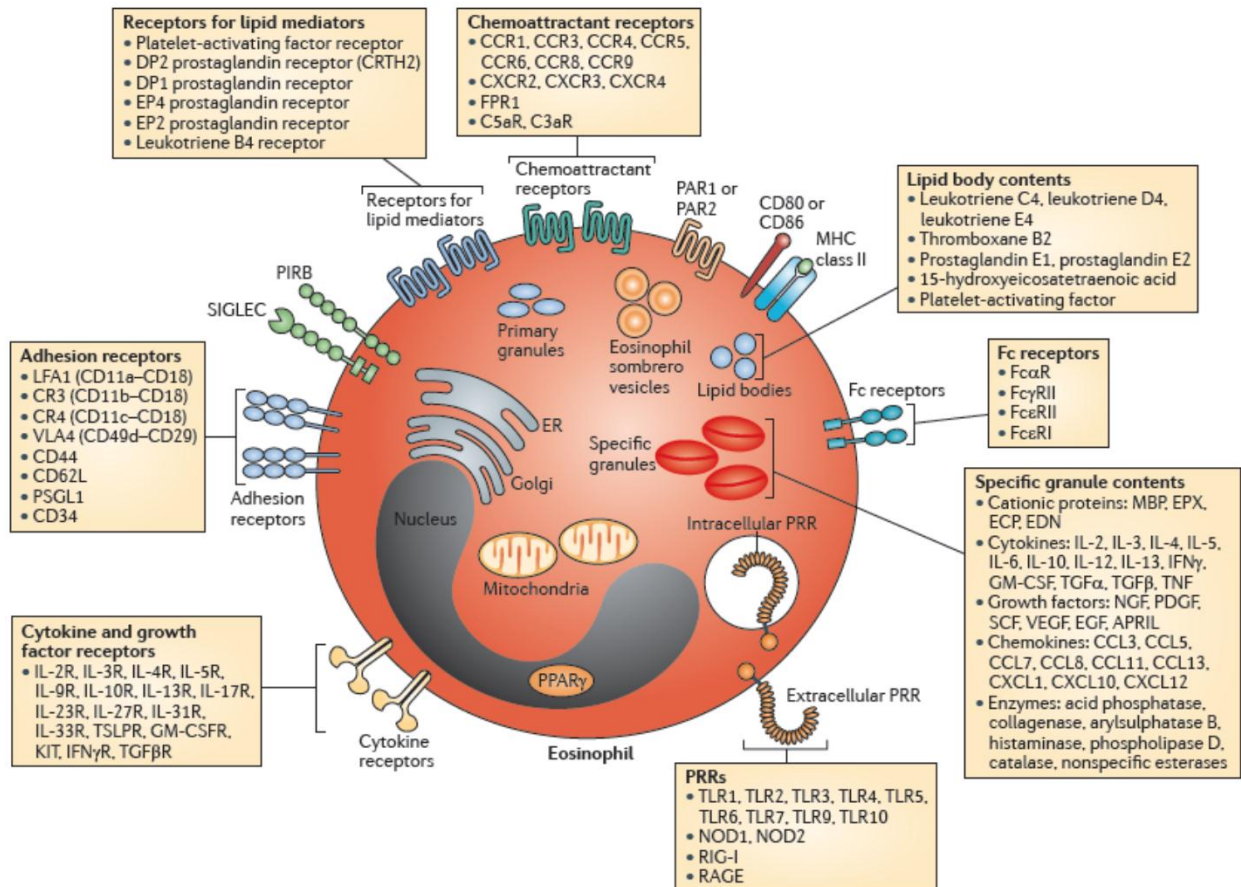 Receptors for lipid mediators
• Platelet-activating factor receptor
• DP2 prostaglandin receptor (CRTH2)
• DP1 prostaglandin receptor
• EP4 prostaglandin receptor
• EP2 prostaglandin receptor
• Leukotriene B4 receptor
Chemoattractant receptors
• CCR1, CCR3, CCR4, CCR5,
CCR6, CCR8, CCR9
• CXCR2, CXCR3, CXCR4
• FPR1
• C5aR, C3aR
Receptors for
lipid mediators
Chemoattractant
receptors
PAR1 or
PAR2
CD80 or
CD86
MHC
class II
Lipid body contents
• Leukotriene C4, leukotriene D4,
leukotriene E4
• Thromboxane B2
• Prostaglandin E1, prostaglandin E2
• 15-hydroxyeicosatetraenoic acid
• Platelet-activating factor
PIRB
SIGLEC
Primary
granules
Eosinophil
sombrero
vesicles
Lipid bodies
Adhesion receptors
• LFA1 (CD11a–CD18)
• CR3 (CD11b–CD18)
• CR4 (CD11c–CD18)
• VLA4 (CD49d–CD29)
• CD44
• CD62L
• PSGL1
• CD34
Adhesion
receptors
ER
Golgi
Specific
granules
Fc receptors
Fc receptors
• FcαR
• FcγRII
• FcεRII
• FcεRI
Nucleus
Mitochondria
Intracellular PRR
Specific granule contents
• Cationic proteins: MBP, EPX,
ECP, EDN
• Cytokines: IL-2, IL-3, IL-4, IL-5,
IL-6, IL-10, IL-12, IL-13, IFNγ,
GM-CSF, TGFα, TGFβ, TNF
• Growth factors: NGF, PDGF,
SCF, VEGF, EGF, APRIL
• Chemokines: CCL3, CCL5,
CCL7, CCL8, CCL11, CCL13,
CXCL1, CXCL10, CXCL12
• Enzymes: acid phosphatase,
collagenase, arylsulphatase B,
histaminase, phospholipase D,
catalase, nonspecific esterases
Cytokine and growth
factor receptors
• IL-2R, IL-3R, IL-4R, IL-5R,
IL-9R, IL-10R, IL-13R, IL-17R,
IL-23R, IL-27R, IL-31R,
IL-33R, TSLPR, GM-CSFR,
KIT, IFNγR, TGFβR
Cytokine
receptors
PPARγ
Extracellular PRR
Eosinophil
PRRs
• TLR1, TLR2, TLR3, TLR4, TLR5,
TLR6, TLR7, TLR9, TLR10
• NOD1, NOD2
• RIG-I
• RAGE